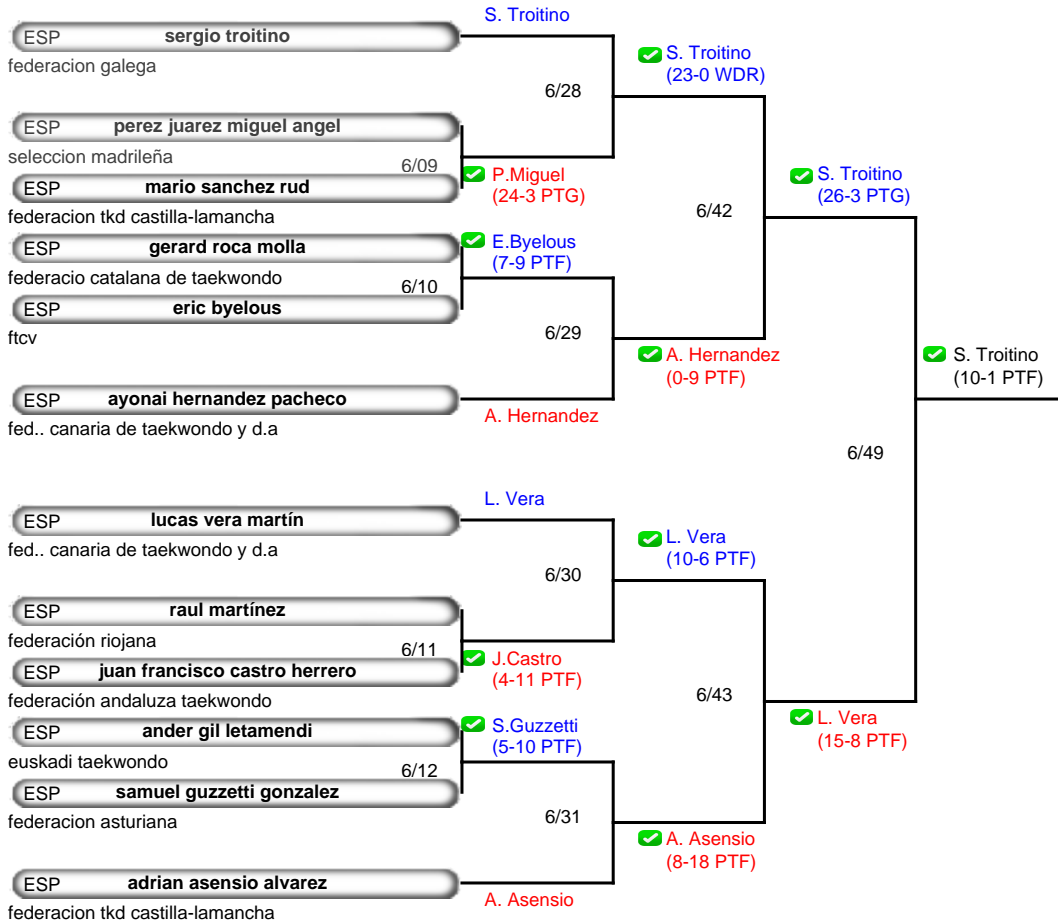 S. Troitino
ESP sergio troitino
federacion galega
S. Troitino
(23-0 WDR)
6/28
ESP perez juarez miguel angel
seleccion madrileña
6/09
P.Miguel
(24-3 PTG)
ESP mario sanchez rud
federacion tkd castilla-lamancha
S. Troitino
(26-3 PTG)
6/42
ESP gerard roca molla
federacio catalana de taekwondo
E.Byelous
(7-9 PTF)
6/10
ESP eric byelous
ftcv
6/29
A. Hernandez
(0-9 PTF)
S. Troitino
(10-1 PTF)
ESP ayonai hernandez pacheco
fed.. canaria de taekwondo y d.a
A. Hernandez
6/49
L. Vera
ESP lucas vera martín
fed.. canaria de taekwondo y d.a
L. Vera
(10-6 PTF)
6/30
ESP raul martínez
federación riojana
6/11
J.Castro
(4-11 PTF)
ESP juan francisco castro herrero
federación andaluza taekwondo
6/43
L. Vera
(15-8 PTF)
ESP ander gil letamendi
euskadi taekwondo
S.Guzzetti
(5-10 PTF)
6/12
ESP samuel guzzetti gonzalez
federacion asturiana
6/31
A. Asensio
(8-18 PTF)
ESP adrian asensio alvarez
federacion tkd castilla-lamancha
A. Asensio